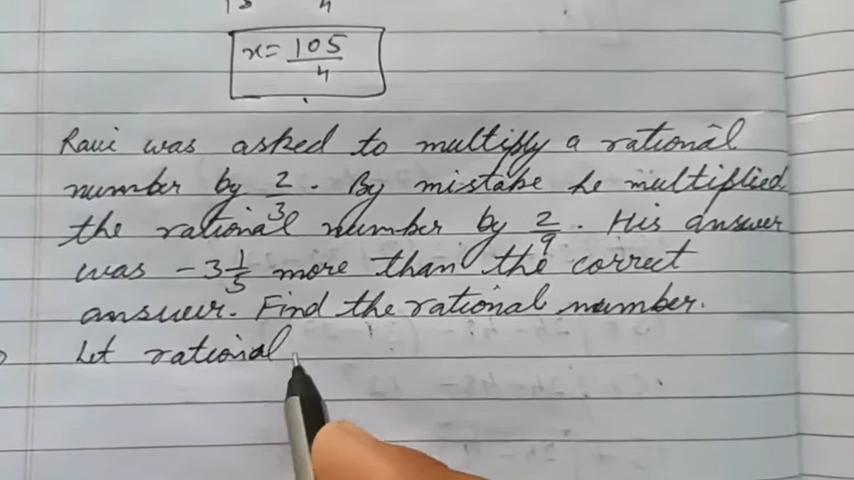 x= 105/4
Ravi was asked to multiply a rational
number by 2/3. By mistake he multiplied
the rational number by 2/9. His answer
was -3 1/5 more than the correct
answer. Find the rational number.
Let rational